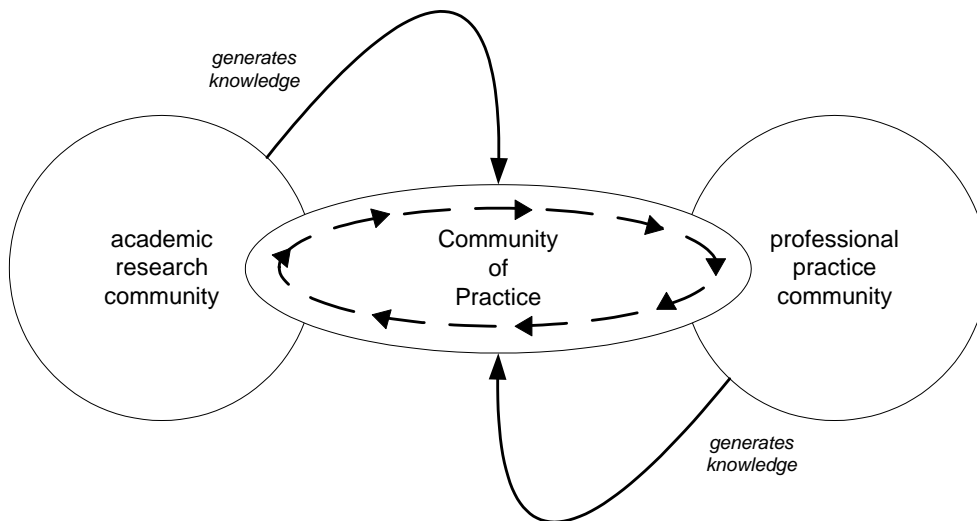 generates
knowledge
academic
research
community
Community
of
Practice
professional
practice
community
generates
knowledge